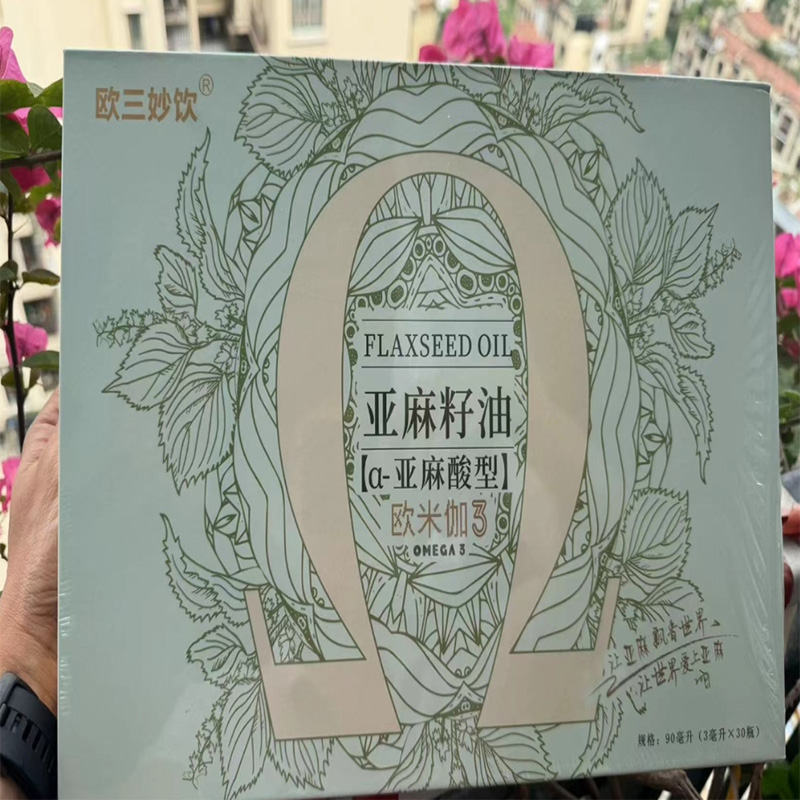 欧三妙饮®
FLAXSEED OIL
亚麻籽油
【α-亚麻酸型】
欧米伽3
OMEGA 3
让亚麻飘香世界
让世界爱上亚麻
规格：90毫升（3毫升×30瓶）